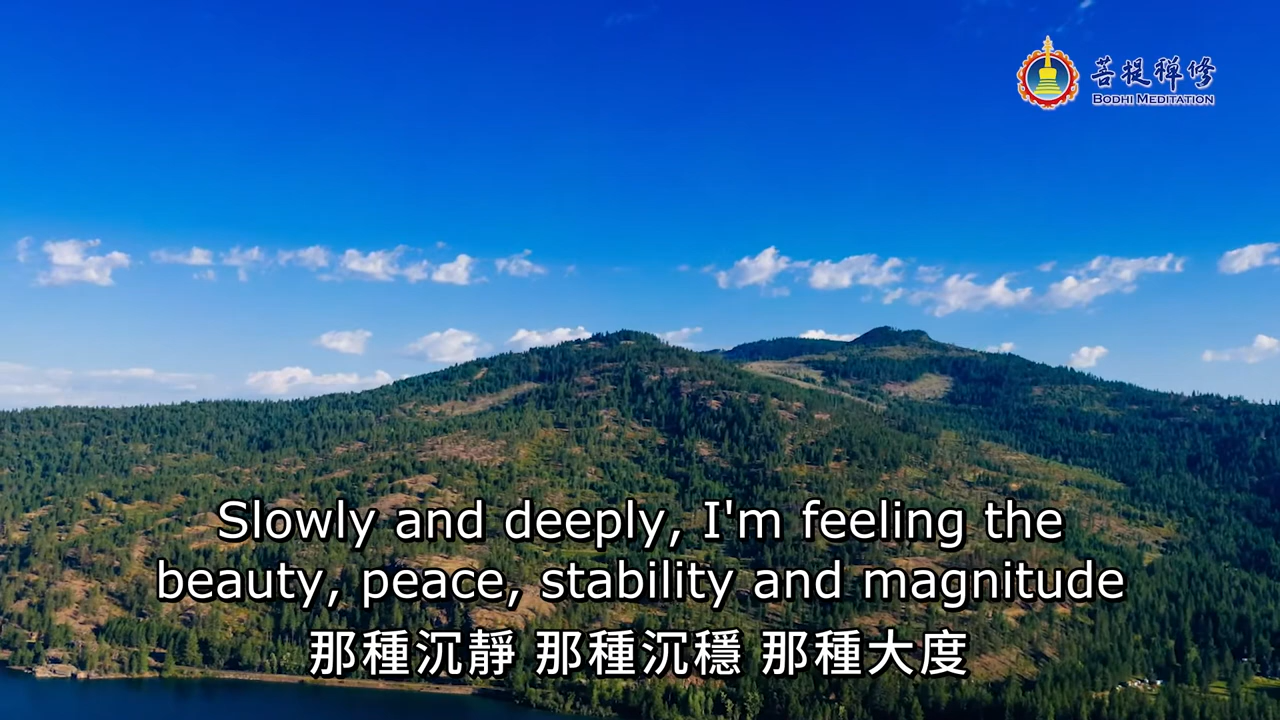 菩提禪修
BODHI MEDITATION
Slowly and deeply, I'm feeling the
beauty, peace, stability and magnitude
那種沉靜 那種沉穩 那種大度